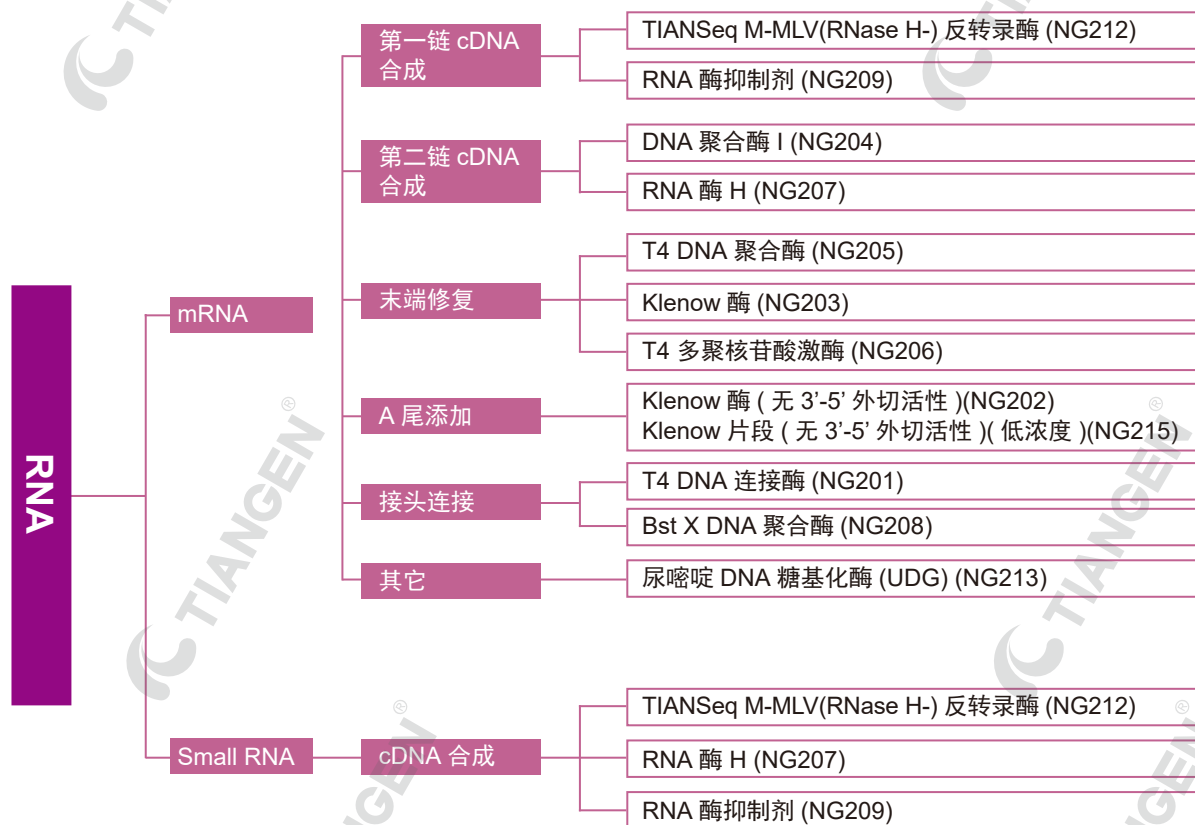 RNA
mRNA
第一链 cDNA
合成
TIANSeq M-MLV(RNase H-) 反转录酶 (NG212)
RNA 酶抑制剂 (NG209)
第二链 cDNA
合成
DNA 聚合酶 I (NG204)
RNA 酶 H (NG207)
末端修复
T4 DNA 聚合酶 (NG205)
Klenow 酶 (NG203)
T4 多聚核苷酸激酶 (NG206)
A 尾添加
Klenow 酶 ( 无 3’-5’ 外切活性 )(NG202)
Klenow 片段 ( 无 3’-5’ 外切活性 )( 低浓度 )(NG215)
接头连接
T4 DNA 连接酶 (NG201)
Bst X DNA 聚合酶 (NG208)
其它
尿嘧啶 DNA 糖基化酶 (UDG) (NG213)
Small RNA
cDNA 合成
TIANSeq M-MLV(RNase H-) 反转录酶 (NG212)
RNA 酶 H (NG207)
RNA 酶抑制剂 (NG209)
TIANGEN®
TIANGEN®